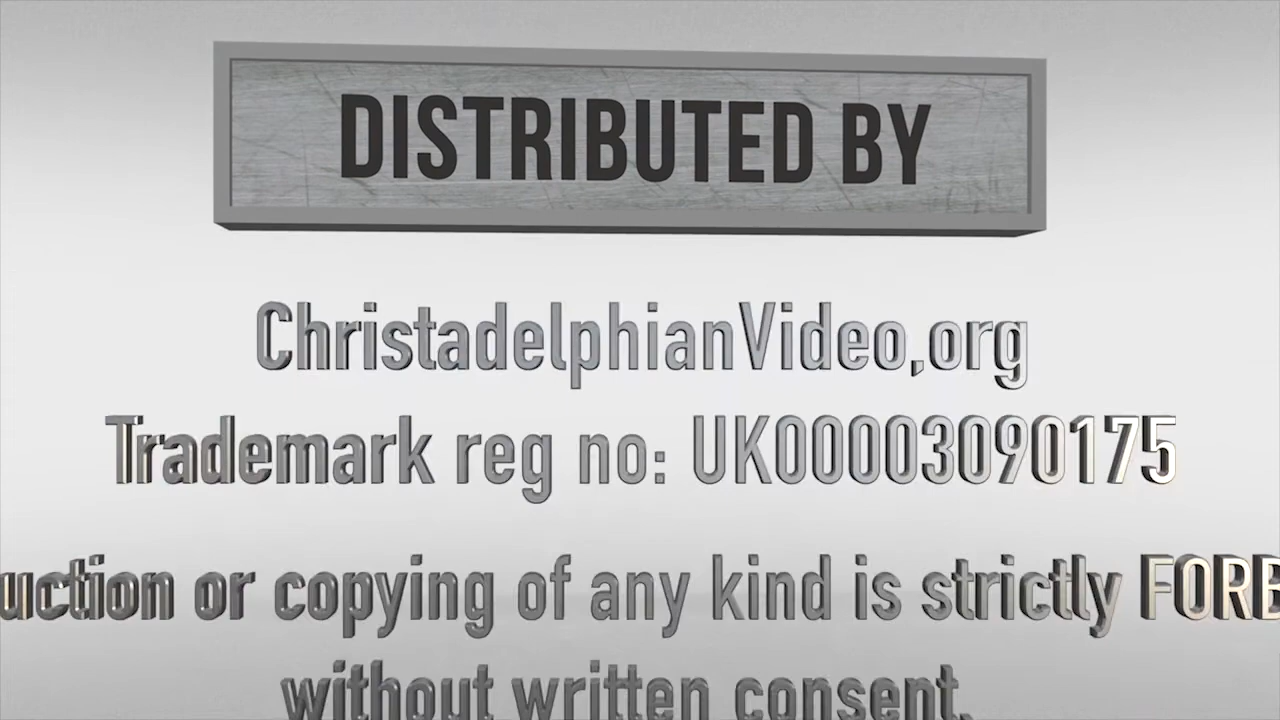 DISTRIBUTED BY
ChristadelphianVideo,org
Trademark reg no: UK00003090175
uction or copying of any kind is strictly FORB
without written consent.